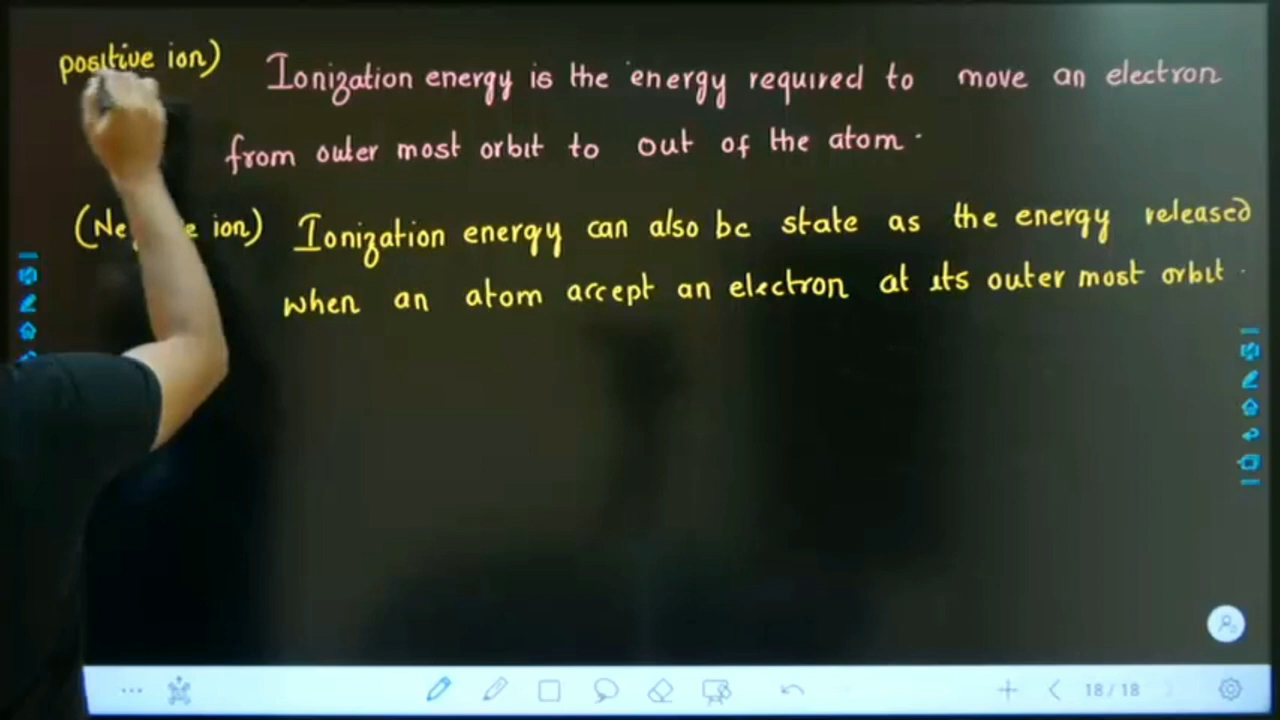 positive ion) Ionization energy is the energy required to move an electron
from outer most orbit to out of the atom.
ion) Ionization energy can also be state as the energy released
when an atom accept an electron at its outer most orbit.
18/18